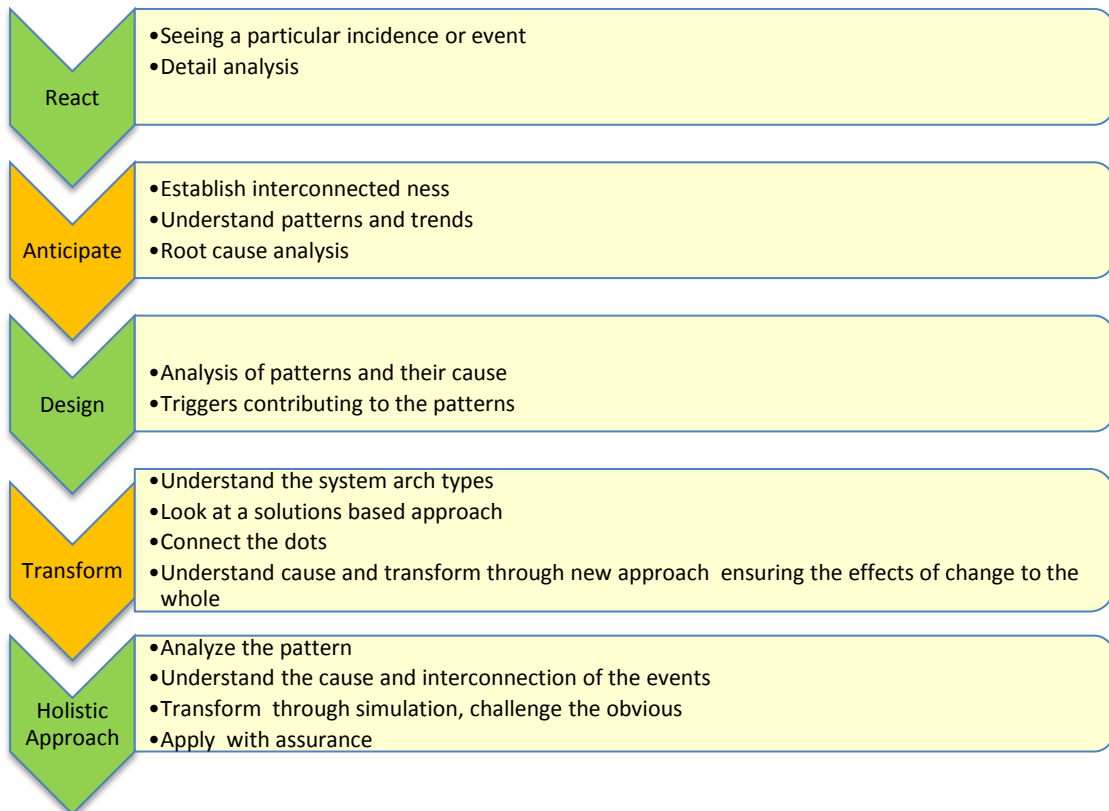 React
•Seeing a particular incidence or event
•Detail analysis
Anticipate
•Establish interconnected ness
•Understand patterns and trends
•Root cause analysis
Design
•Analysis of patterns and their cause
•Triggers contributing to the patterns
Transform
•Understand the system arch types
•Look at a solutions based approach
•Connect the dots
•Understand cause and transform through new approach  ensuring the effects of change to the
whole
Holistic
Approach
•Analyze the pattern
•Understand the cause and interconnection of the events
•Transform  through simulation, challenge the obvious
•Apply  with assurance